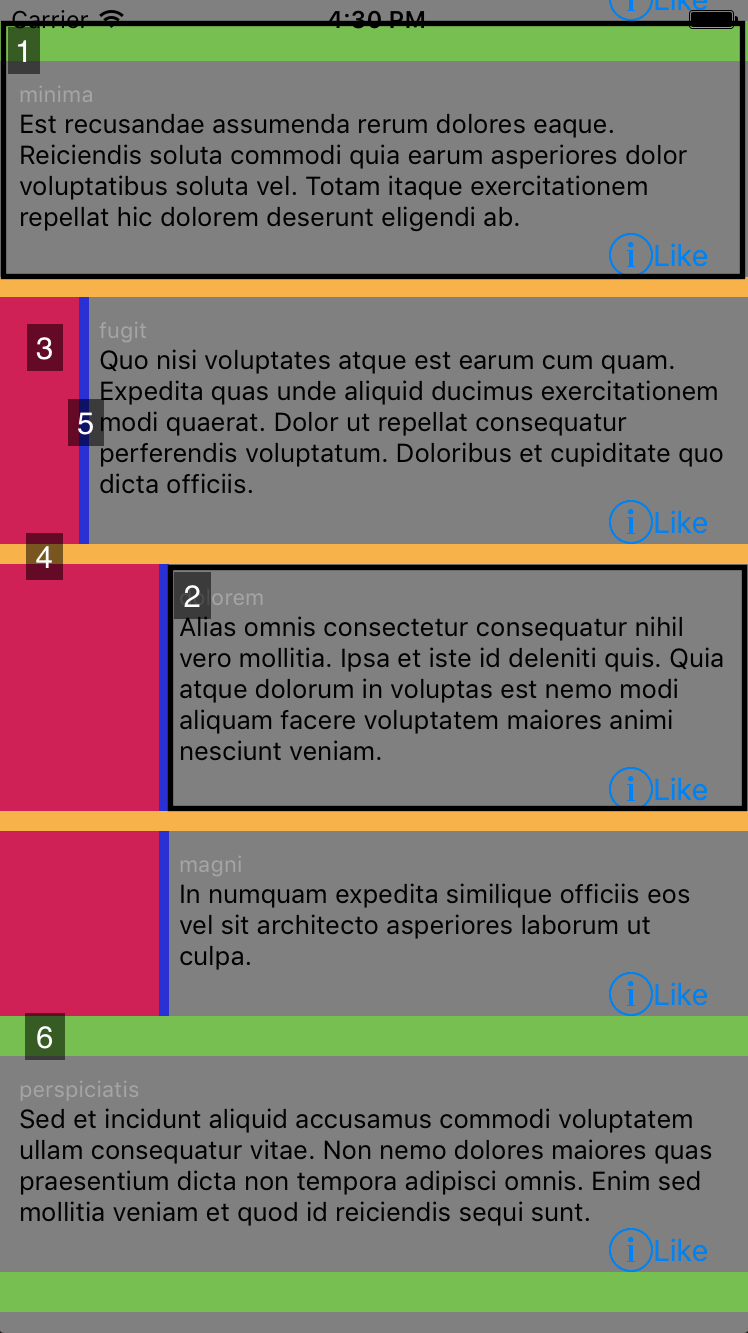 Like
Carrier 4:30 PM
1
minima
Est recusandae assumenda rerum dolores eaque.
Reiciendis soluta commodi quia earum asperiores dolor
voluptatibus soluta vel. Totam itaque exercitationem
repellat hic dolorem deserunt eligendi ab.
i Like
fugit
3
Quo nisi voluptates atque est earum cum quam.
Expedita quas unde aliquid ducimus exercitationem
5 modi quaerat. Dolor ut repellat consequatur
perferendis voluptatum. Doloribus et cupiditate quo
dicta officiis.
i Like
4
2 dolorem
Alias omnis consectetur consequatur nihil
vero mollitia. Ipsa et iste id deleniti quis. Quia
atque dolorum in voluptas est nemo modi
aliquam facere voluptatem maiores animi
nesciunt veniam.
i Like
magni
In numquam expedita similique officiis eos
vel sit architecto asperiores laborum ut
culpa.
i Like
6
perspiciatis
Sed et incidunt aliquid accusamus commodi voluptatem
ullam consequatur vitae. Non nemo dolores maiores quas
praesentium dicta non tempora adipisci omnis. Enim sed
mollitia veniam et quod id reiciendis sequi sunt.
i Like